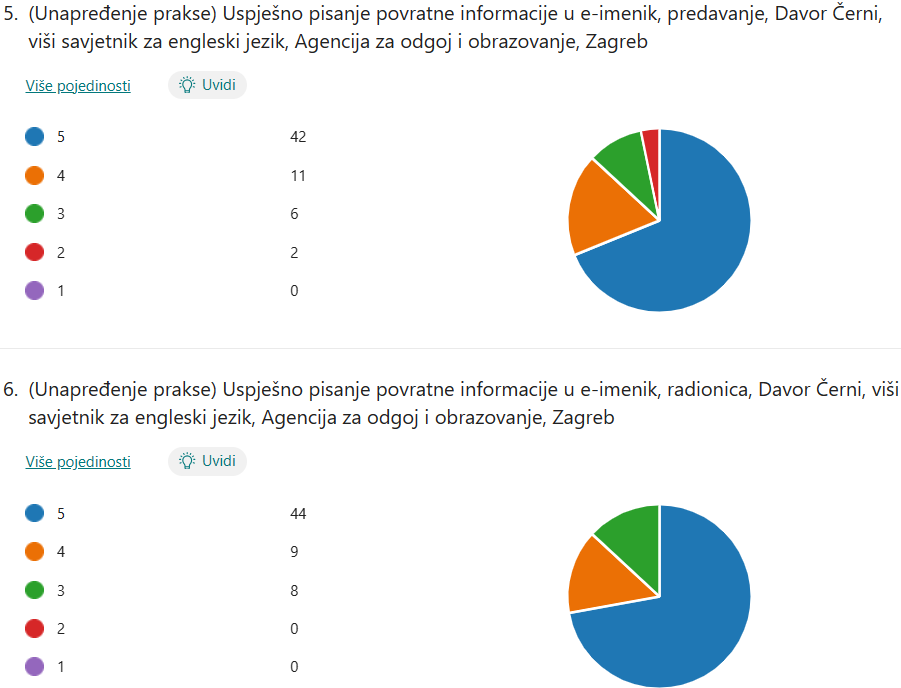 5. (Unapređenje prakse) Uspješno pisanje povratne informacije u e-imenik, predavanje, Davor Černi,
viši savjetnik za engleski jezik, Agencija za odgoj i obrazovanje, Zagreb
Više pojedinosti Uvidi
5 42
4 11
3 6
2 2
1 0
6. (Unapređenje prakse) Uspješno pisanje povratne informacije u e-imenik, radionica, Davor Černi, viši
savjetnik za engleski jezik, Agencija za odgoj i obrazovanje, Zagreb
Više pojedinosti Uvidi
5 44
4 9
3 8
2 0
1 0